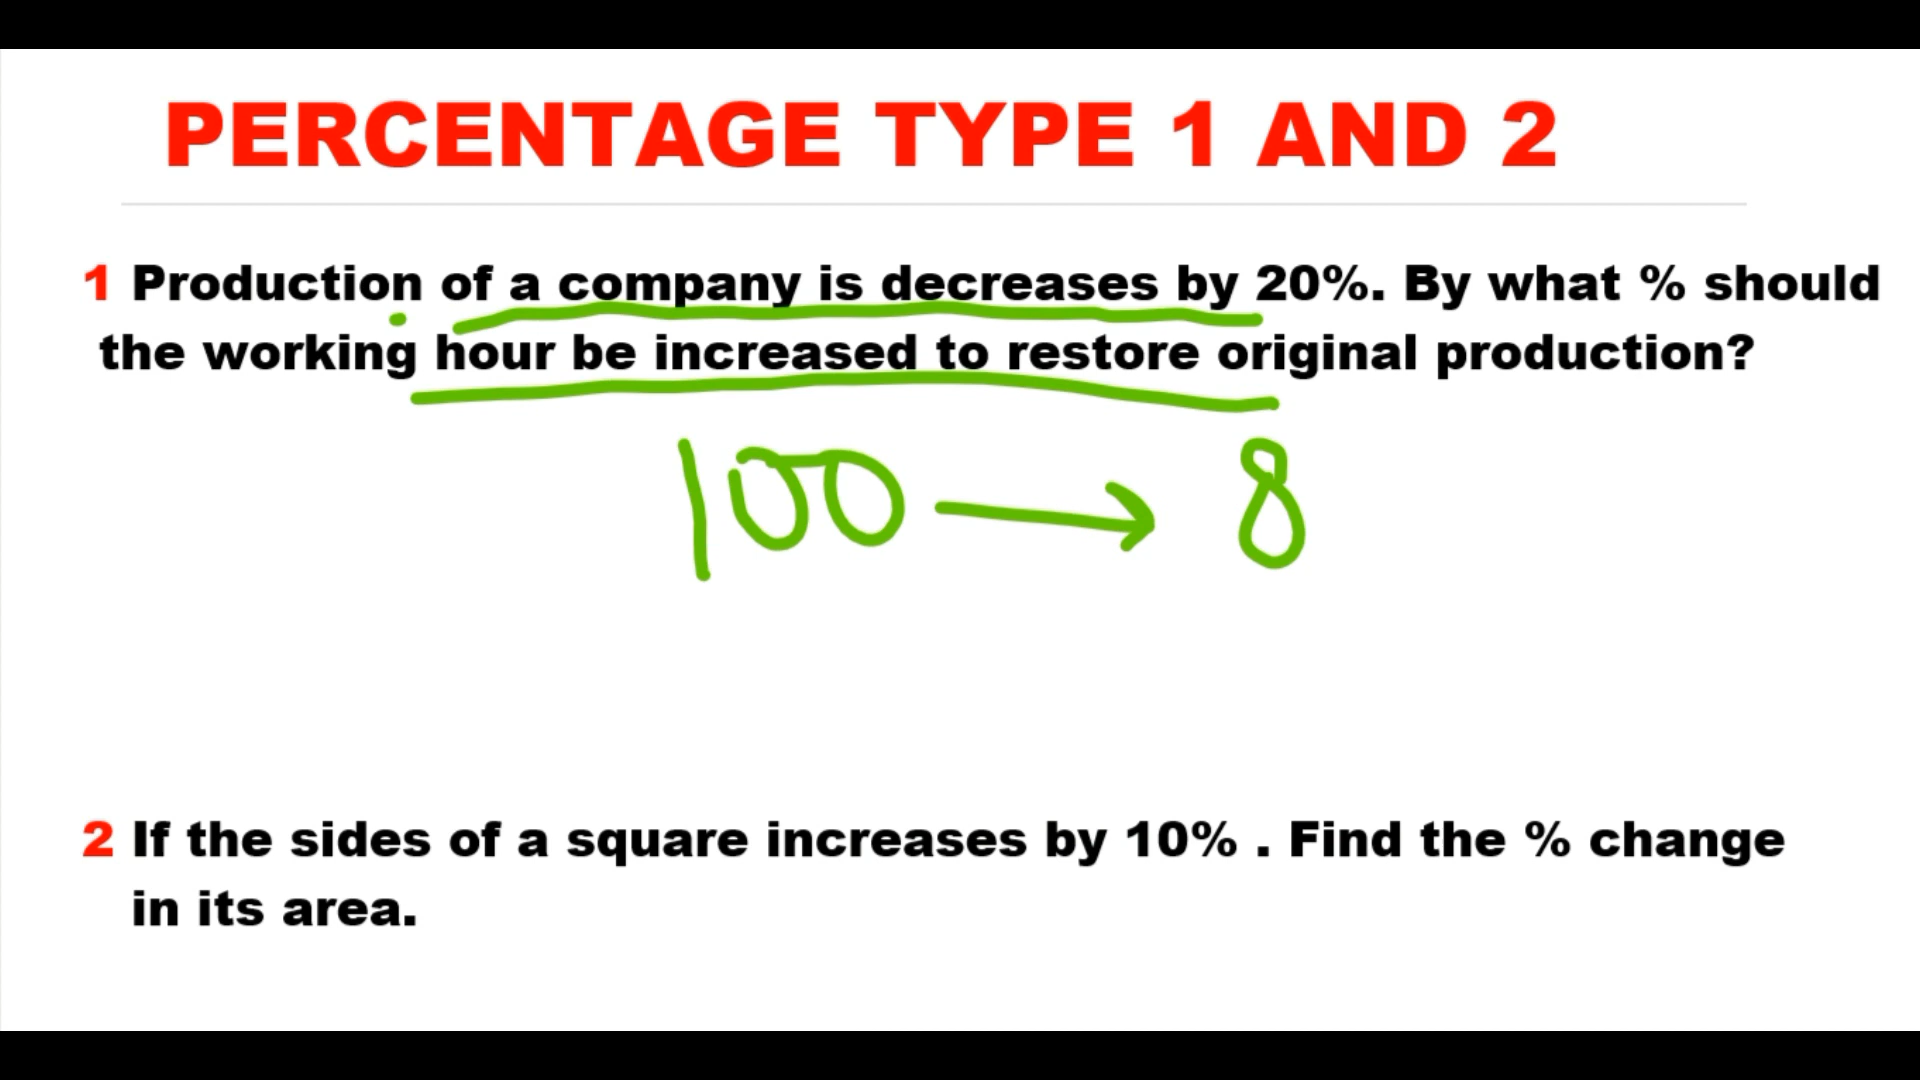 PERCENTAGE TYPE 1 AND 2
1 Production of a company is decreases by 20%. By what % should
the working hour be increased to restore original production?
100 → 8
2 If the sides of a square increases by 10% . Find the % change
in its area.